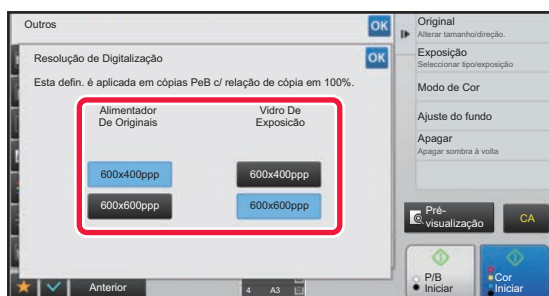 Outros
OK
Resolução de Digitalização
OK
Esta defin. é aplicada em cópias PeB c/ relação de cópia em 100%.
Alimentador
De Originais
Vidro De
Exposicão
600x400ppp
600x400ppp
600x600ppp
600x600ppp
Anterior
4 A3
Original
Alterar tamanho/direção.
Exposição
Seleccionar tipo/exposição
Modo de Cor
Ajuste do fundo
Apagar
Apagar sombra à volta
Pré-
visualização
CA
P/B
Iniciar
Cor
Iniciar